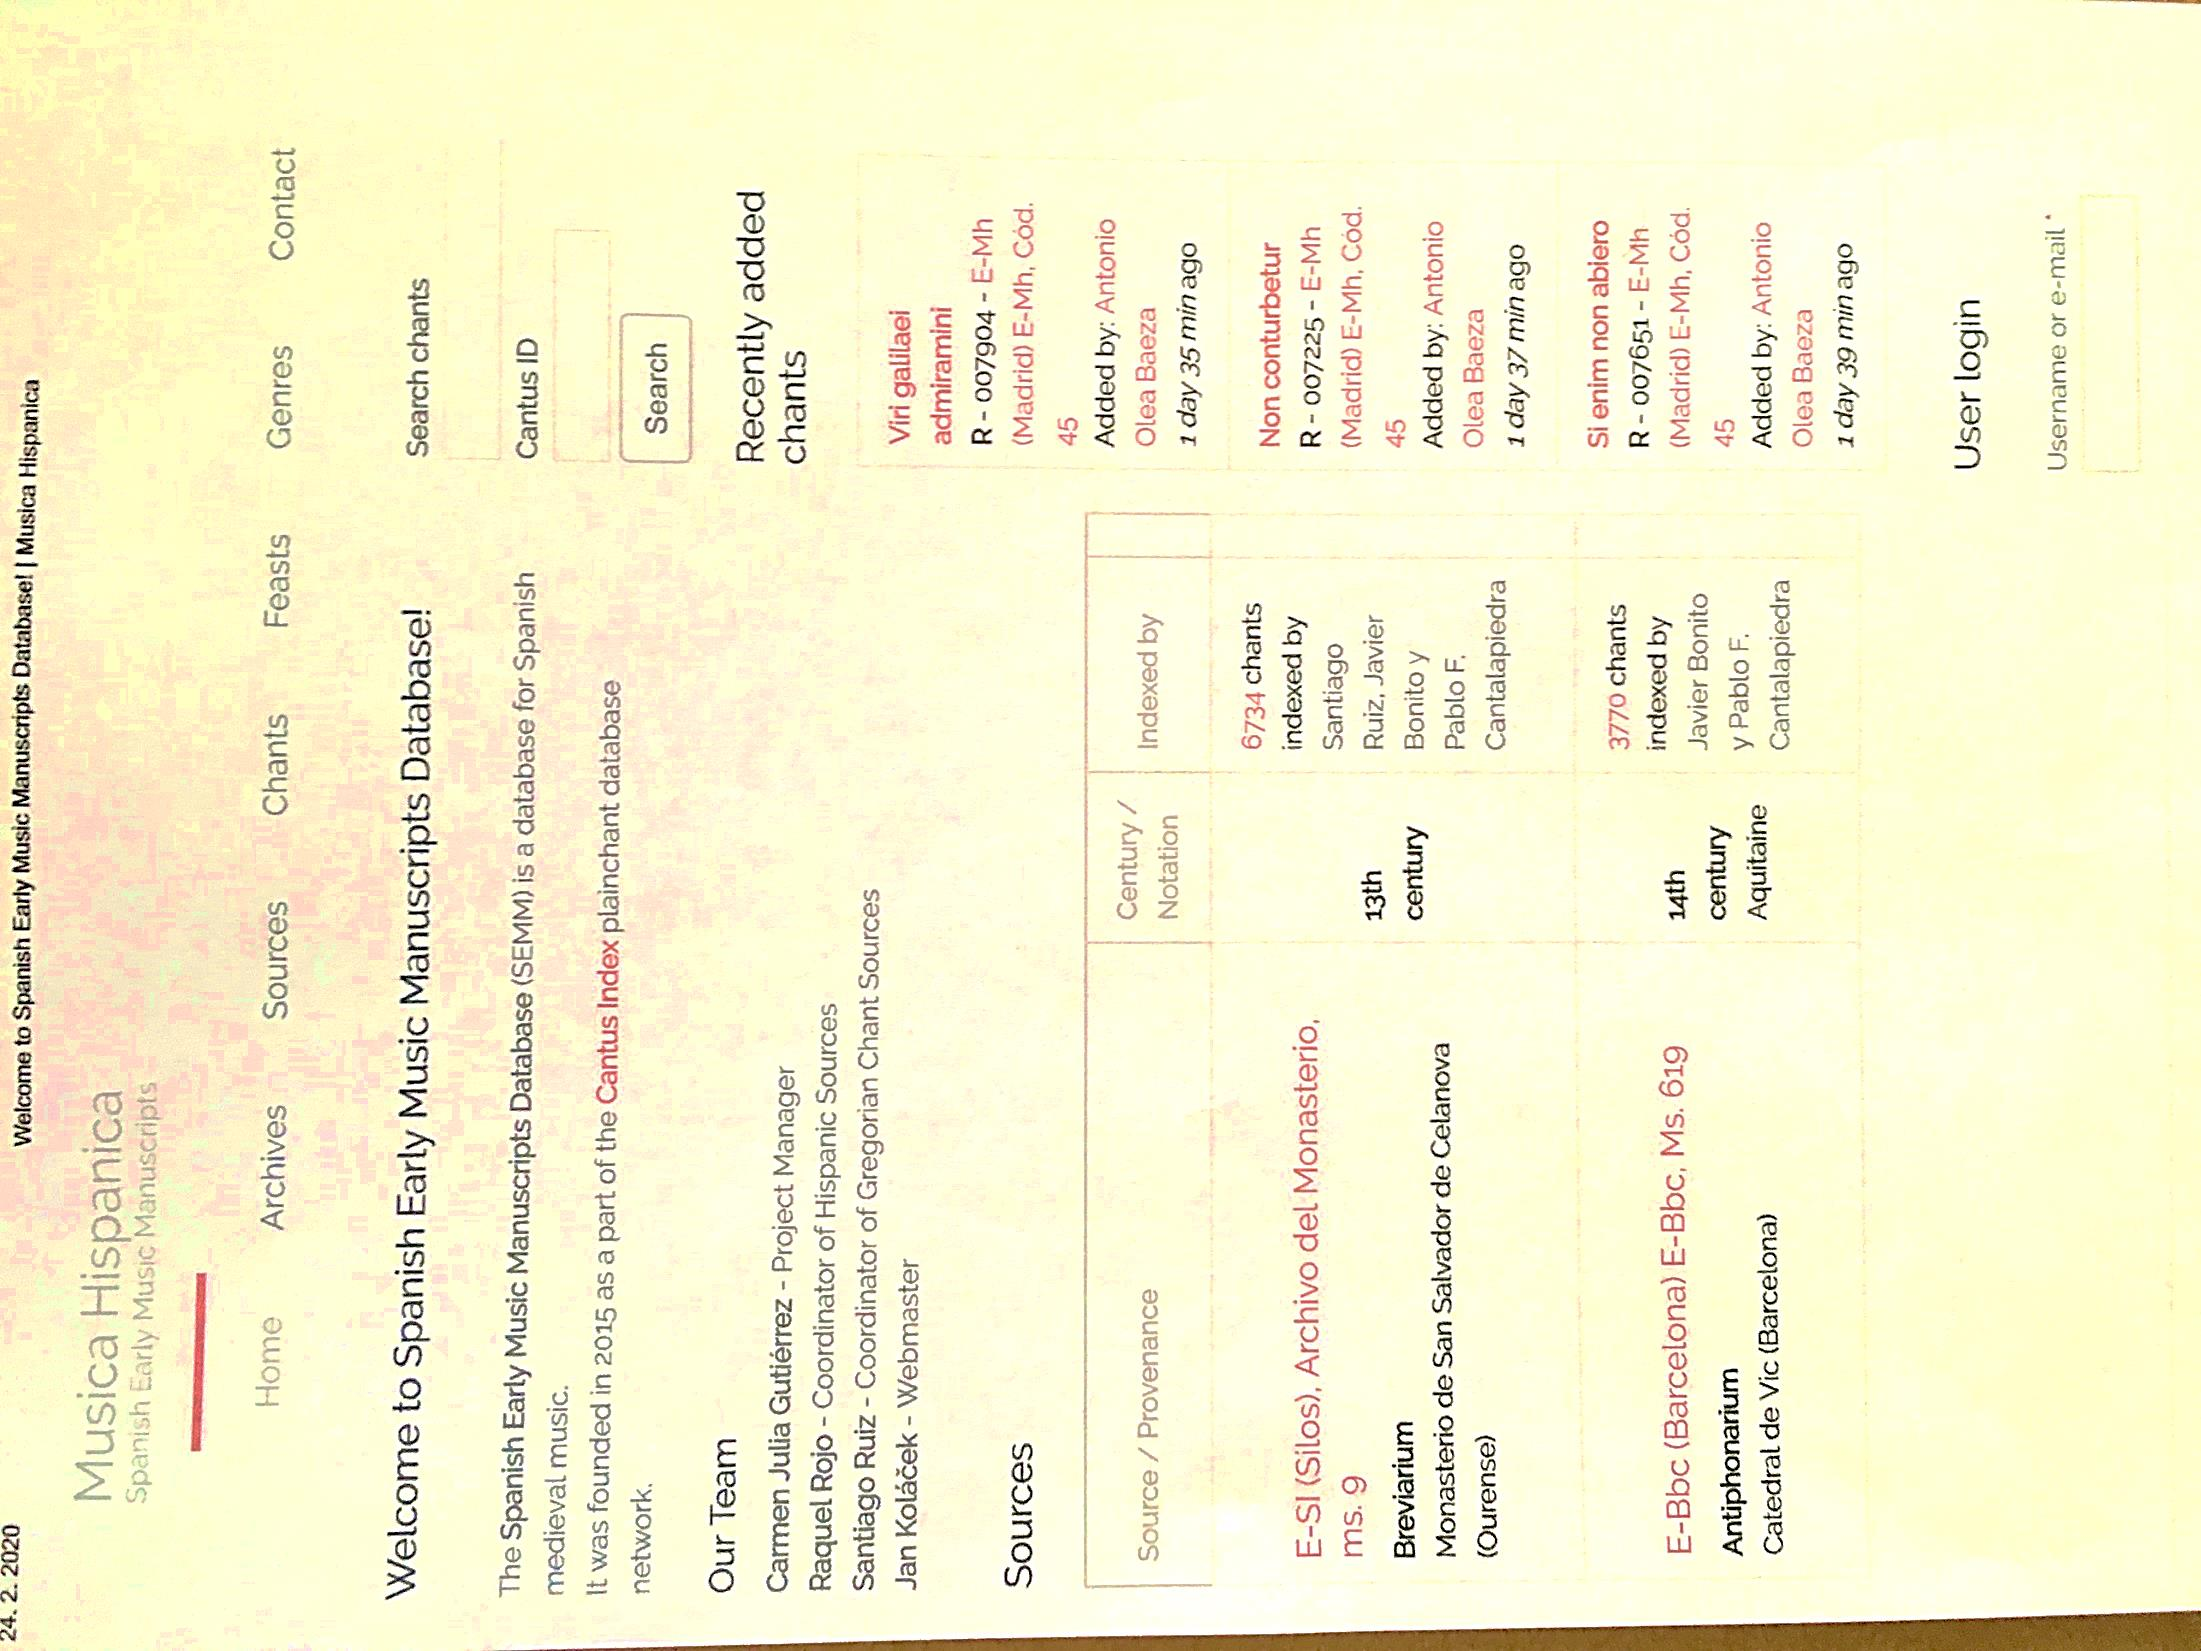 24. 2. 2020
Welcome to Spanish Early Music Manuscripts Database! | Musica Hispanica
Musica Hispanica
Spanish Early Music Manuscripts
Home Archives Sources Chants Feasts Genres Contact
Welcome to Spanish Early Music Manuscripts Database!
The Spanish Early Music Manuscripts Database (SEMM) is a database for Spanish
medieval music.
It was founded in 2015 as a part of the Cantus Index plainchant database
network.
Our Team
Carmen Julia Gutiérrez - Project Manager
Raquel Rojo - Coordinator of Hispanic Sources
Santiago Ruiz - Coordinator of Gregorian Chant Sources
Jan Koláček - Webmaster
Sources
Source / Provenance
Century /
Notation
Indexed by
E-SI (Silos), Archivo del Monasterio,
ms. 9
Breviarium
Monasterio de San Salvador de Celanova
(Ourense)
13th
century
6734 chants
indexed by
Santiago
Ruiz, Javier
Bonito y
Pablo F.
Cantalapiedra
E-Bbc (Barcelona) E-Bbc, Ms. 619
Antiphonarium
Catedral de Vic (Barcelona)
14th
century
Aquitaine
3770 chants
indexed by
Javier Bonito
y Pablo F.
Cantalapiedra
Search chants
Cantus ID
Search
Recently added
chants
Viri galilaei
admiramini
R - 007904 - E-Mh
(Madrid) E-Mh, Cód.
45
Added by: Antonio
Olea Baeza
1 day 35 min ago
Non conturbetur
R - 007225 - E-Mh
(Madrid) E-Mh, Cód.
45
Added by: Antonio
Olea Baeza
1 day 37 min ago
Si enim non abiero
R - 007651 - E-Mh
(Madrid) E-Mh, Cód.
45
Added by: Antonio
Olea Baeza
1 day 39 min ago
User login
Username or e-mail *